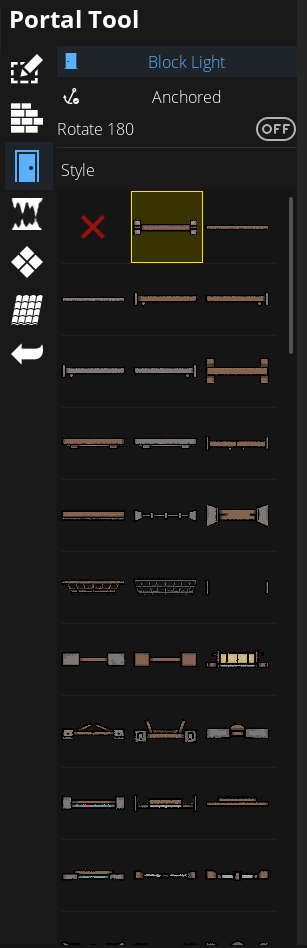 Portal Tool
Block Light
Anchored
Rotate 180
OFF
Style